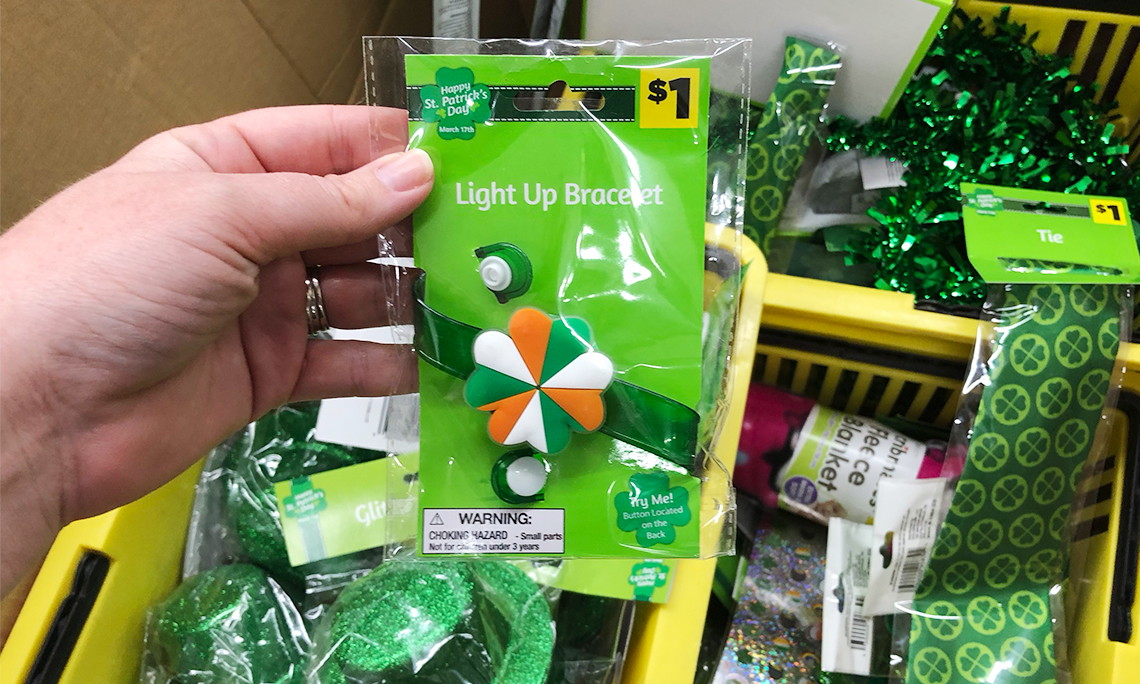 Happy
St. Patrick's
Day
March 17th
$1
Light Up Bracelet
Try Me!
Button Located
on the
Back
WARNING:
CHOKING HAZARD - Small parts
Not for children under 3 years
$1
Tie
Fleece
Blanket
Glit